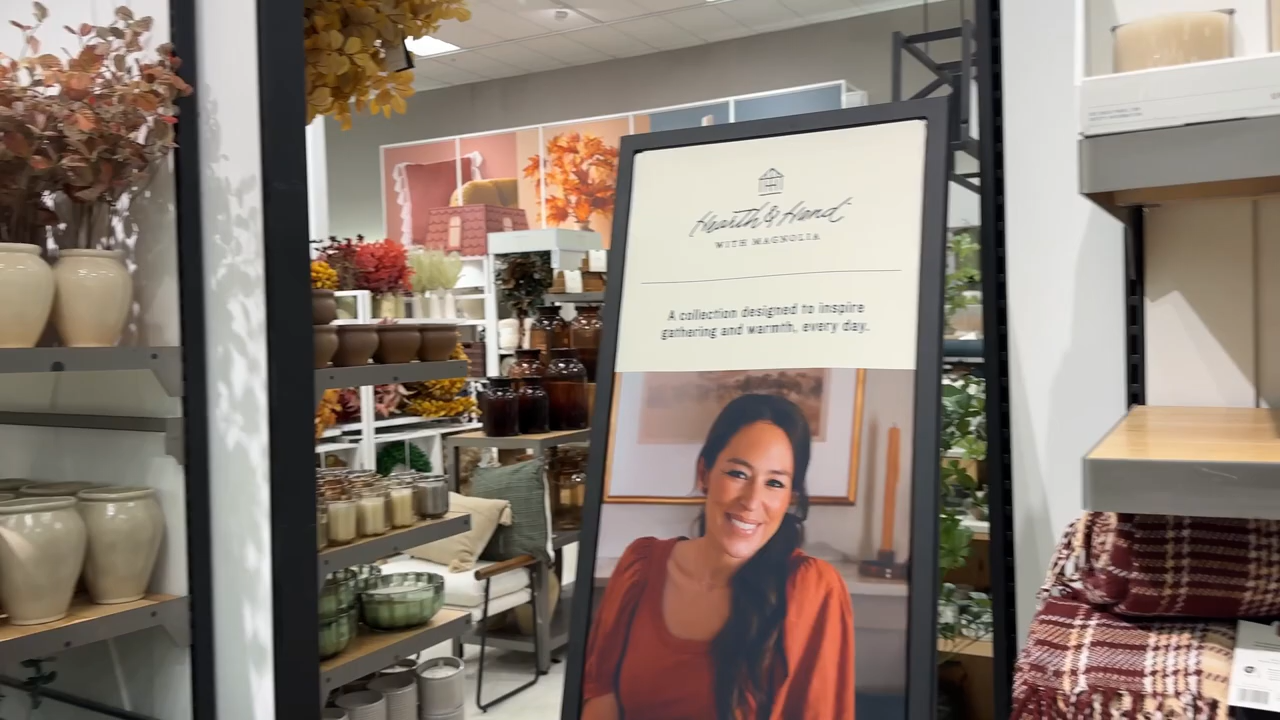 Hearth & Hand
WITH MAGNOLIA
A collection designed to inspire
gathering and warmth, every day.